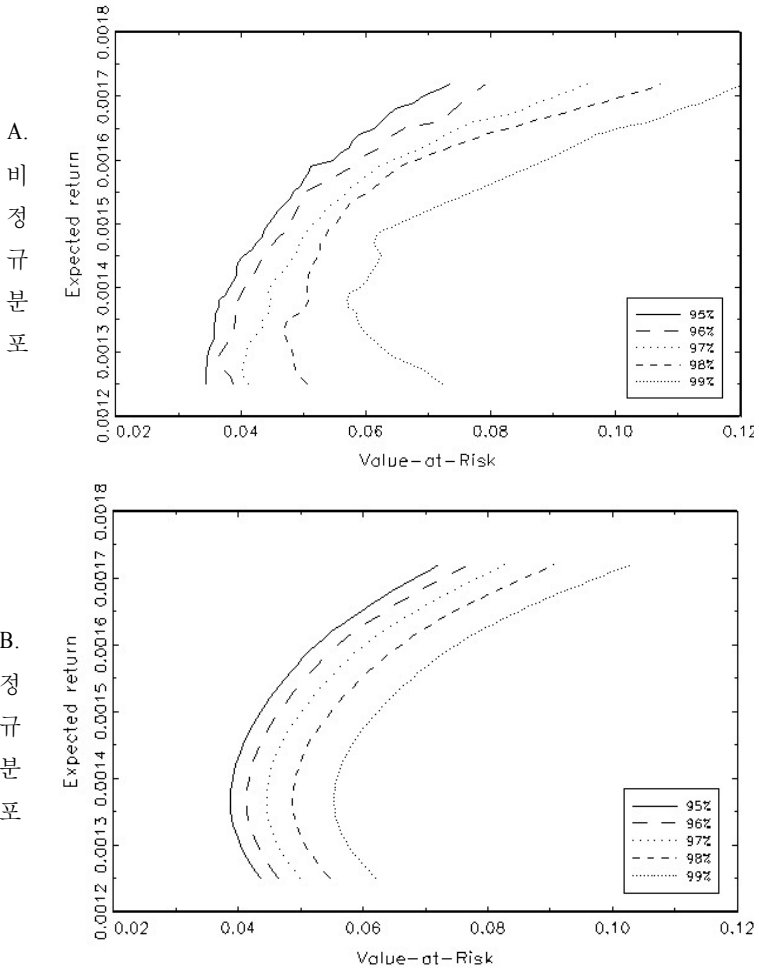 A.
비
정
규
분
포
Expected return
0.0018
0.0017
0.0016
0.0015
0.0014
0.0013
0.0012
95%
96%
97%
98%
99%
0.02 0.04 0.06 0.08 0.10 0.12
Value-at-Risk
B.
정
규
분
포
Expected return
0.0018
0.0017
0.0016
0.0015
0.0014
0.0013
0.0012
95%
96%
97%
98%
99%
0.02 0.04 0.06 0.08 0.10 0.12
Value-at-Risk